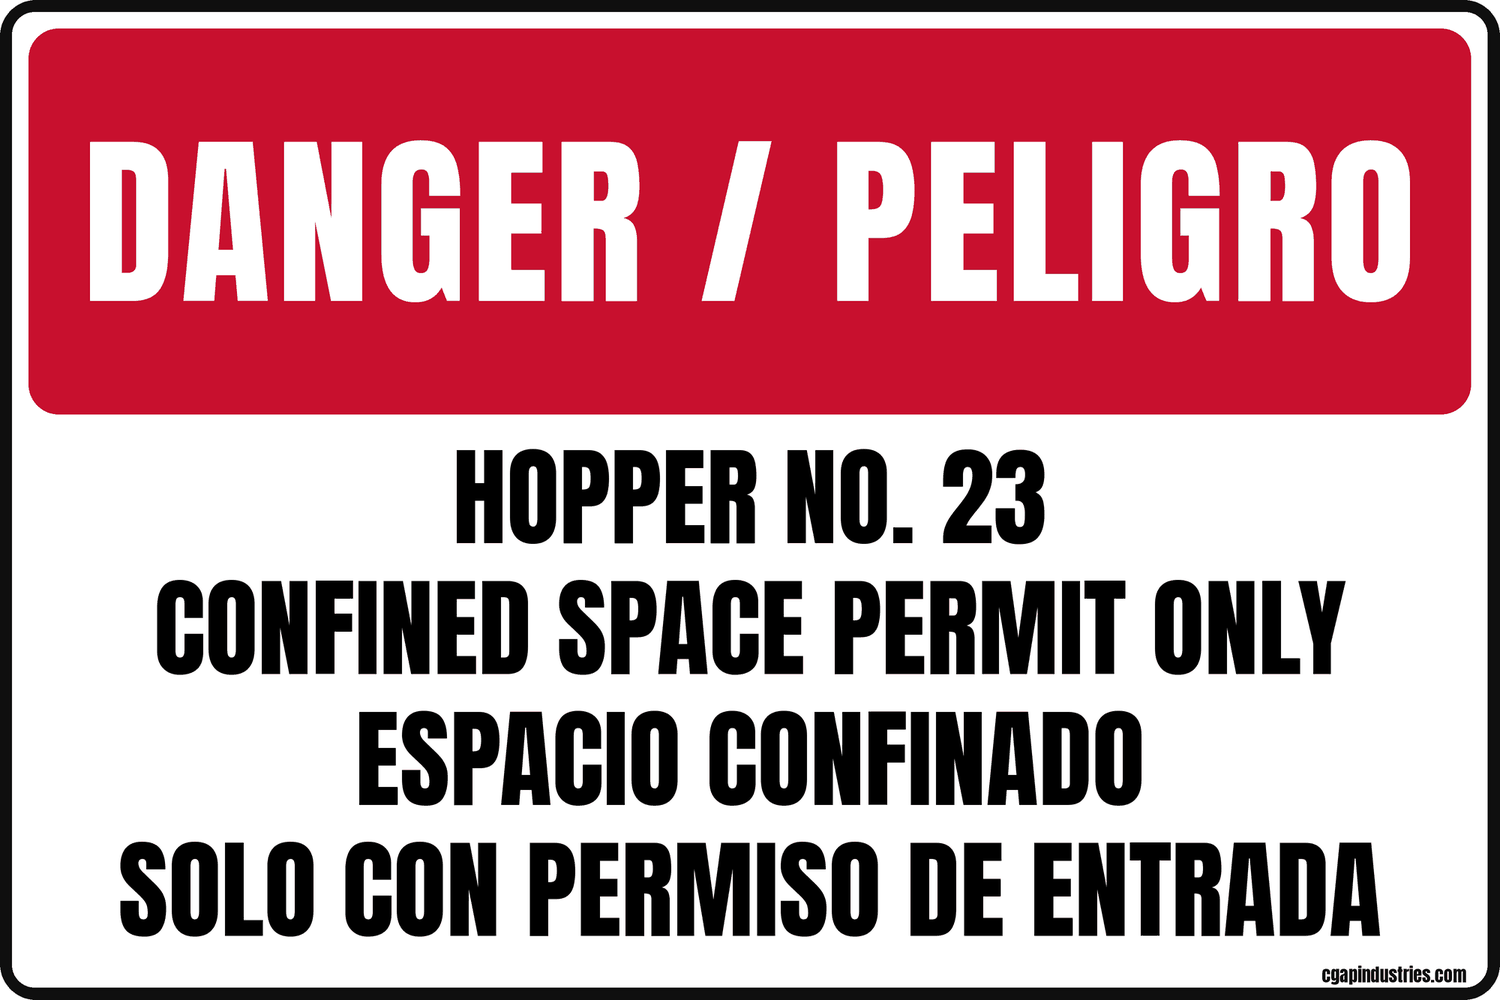 DANGER / PELIGRO
HOPPER NO. 23
CONFINED SPACE PERMIT ONLY
ESPACIO CONFINADO
SOLO CON PERMISO DE ENTRADA
cgapindustries.com